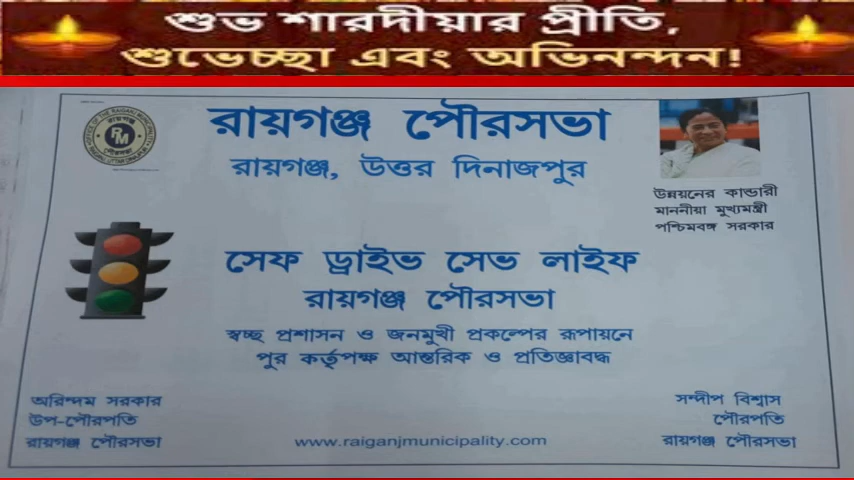 শুভ শারদীয়ার প্রীতি,
শুভেচ্ছা এবং অভিনন্দন!
রায়গঞ্জ পৌরসভা
রায়গঞ্জ, উত্তর দিনাজপুর
উন্নয়নের কান্ডারী
মাননীয়া মুখ্যমন্ত্রী
পশ্চিমবঙ্গ সরকার
সেফ ড্রাইভ সেভ লাইফ
রায়গঞ্জ পৌরসভা
স্বচ্ছ প্রশাসন ও জনমুখী প্রকল্পের রূপায়নে
পুর কর্তৃপক্ষ আন্তরিক ও প্রতিজ্ঞাবদ্ধ
অরিন্দম সরকার
উপ-পৌরপতি
রায়গঞ্জ পৌরসভা
www.raiganjmunicipality.com
সন্দীপ বিশ্বাস
পৌরপতি
রায়গঞ্জ পৌরসভা